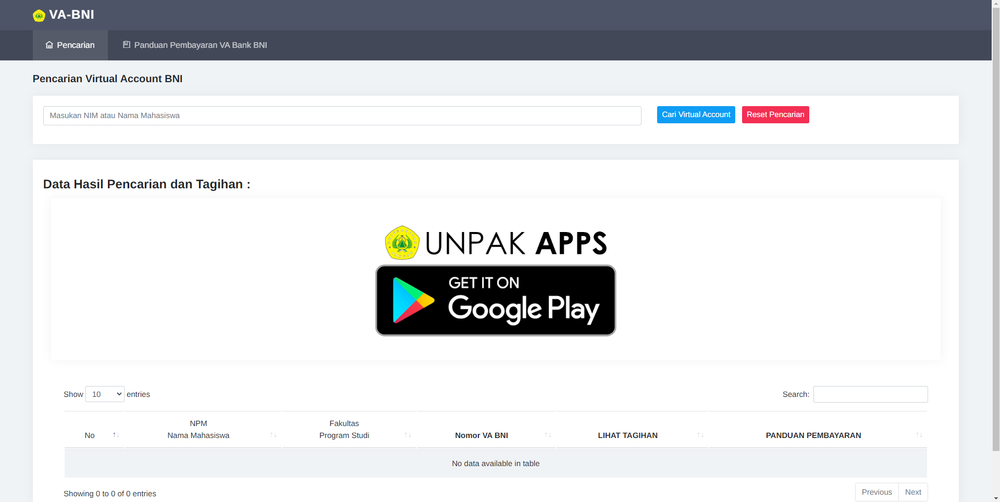 VA-BNI
Pencarian
Panduan Pembayaran VA Bank BNI
Pencarian Virtual Account BNI
Masukan NIM atau Nama Mahasiswa
Cari Virtual Account
Reset Pencarian
Data Hasil Pencarian dan Tagihan :
UNPAK APPS
GET IT ON
Google Play
Show 10 entries
Search:
No
NPM
Nama Mahasiswa
Fakultas
Program Studi
Nomor VA BNI
LIHAT TAGIHAN
PANDUAN PEMBAYARAN
No data available in table
Showing 0 to 0 of 0 entries
Previous
Next